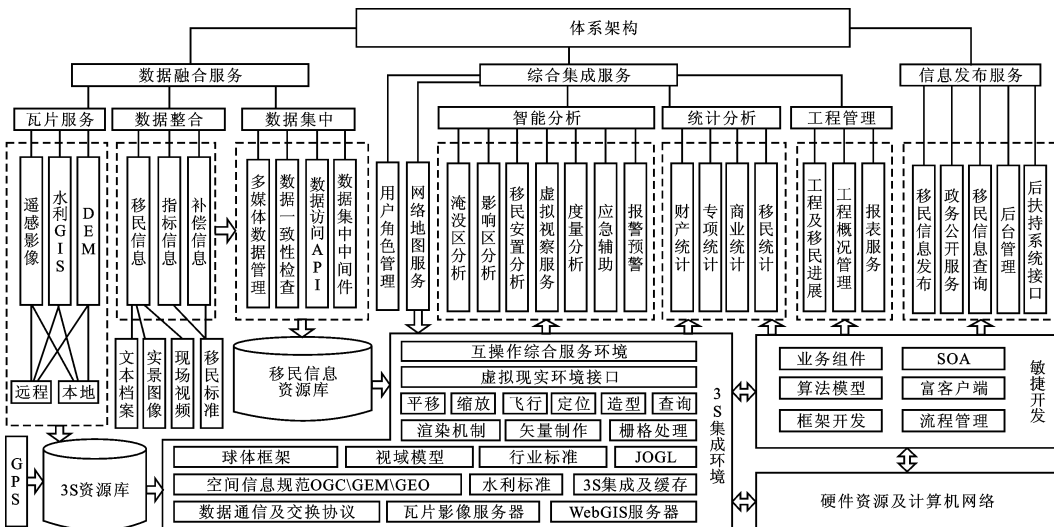 体系架构
数据融合服务
综合集成服务
信息发布服务
瓦片服务
数据整合
数据集中
智能分析
统计分析
工程管理
遥感影像
水利GIS
DEM
移民信息
指标信息
补偿信息
多媒体数据管理
数据一致性检查
数据访问API
数据集中中间件
用户角色管理
网络地图服务
淹没区分析
影响区分析
移民安置分析
虚拟视察服务
度量分析
应急辅助
报警预警
财产统计
专项统计
商业统计
移民统计
工程及移民进展
工程概况管理
报表服务
移民信息发布
政务公开服务
移民信息查询
后台管理
后扶持系统接口
远程
本地
文本档案
实景图像
现场视频
移民标准
移民信息
资源库
互操作综合服务环境
虚拟现实环境接口
平移
缩放
飞行
定位
造型
查询
渲染机制
矢量制作
栅格处理
球体框架
视域模型
行业标准
JOGL
空间信息规范OGC\GEM\GEO
水利标准
3S集成及缓存
数据通信及交换协议
瓦片影像服务器
WebGIS服务器
3S集成环境
业务组件
SOA
算法模型
富客户端
框架开发
流程管理
敏捷开发
GPS
3S资源库
硬件资源及计算机网络